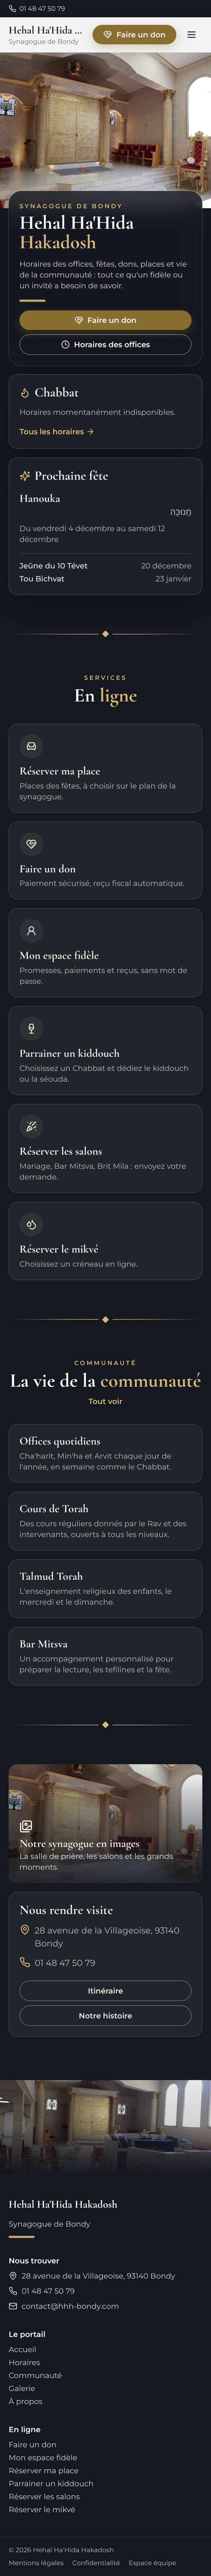 01 48 47 50 79
Hehal Ha'Hida ...
Synagogue de Bondy
Faire un don
SYNAGOGUE DE BONDY
Hehal Ha'Hida
Hakadosh
Horaires des offices, fêtes, dons, places et vie
de la communauté : tout ce qu'un fidèle ou
un invité a besoin de savoir.
Faire un don
Horaires des offices
Chabbat
Horaires momentanément indisponibles.
Tous les horaires →
Prochaine fête
Hanouka
חֲנוּכָּה
Du vendredi 4 décembre au samedi 12
décembre
Jeûne du 10 Tévet 20 décembre
Tou Bichvat 23 janvier
SERVICES
En ligne
Réserver ma place
Places des fêtes, à choisir sur le plan de la
synagogue.
Faire un don
Paiement sécurisé, reçu fiscal automatique.
Mon espace fidèle
Promesses, paiements et reçus, sans mot de
passe.
Parrainer un kiddouch
Choisissez un Chabbat et dédiez le kiddouch
ou la séouda.
Réserver les salons
Mariage, Bar Mitsva, Brit Mila : envoyez votre
demande.
Réserver le mikvé
Choisissez un créneau en ligne.
COMMUNAUTÉ
La vie de la communauté
Tout voir
Offices quotidiens
Cha'harit, Min'ha et Arvit chaque jour de
l'année, en semaine comme le Chabbat.
Cours de Torah
Des cours réguliers donnés par le Rav et des
intervenants, ouverts à tous les niveaux.
Talmud Torah
L'enseignement religieux des enfants, le
mercredi et le dimanche.
Bar Mitsva
Un accompagnement personnalisé pour
préparer la lecture, les tefilines et la fête.
Notre synagogue en images
La salle de prière, les salons et les grands
moments.
Nous rendre visite
28 avenue de la Villageoise, 93140
Bondy
01 48 47 50 79
Itinéraire
Notre histoire
Hehal Ha'Hida Hakadosh
Synagogue de Bondy
Nous trouver
28 avenue de la Villageoise, 93140 Bondy
01 48 47 50 79
contact@hhh-bondy.com
Le portail
Accueil
Horaires
Communauté
Galerie
À propos
En ligne
Faire un don
Mon espace fidèle
Réserver ma place
Parrainer un kiddouch
Réserver les salons
Réserver le mikvé
© 2026 Hehal Ha'Hida Hakadosh
Mentions légales Confidentialité Espace équipe